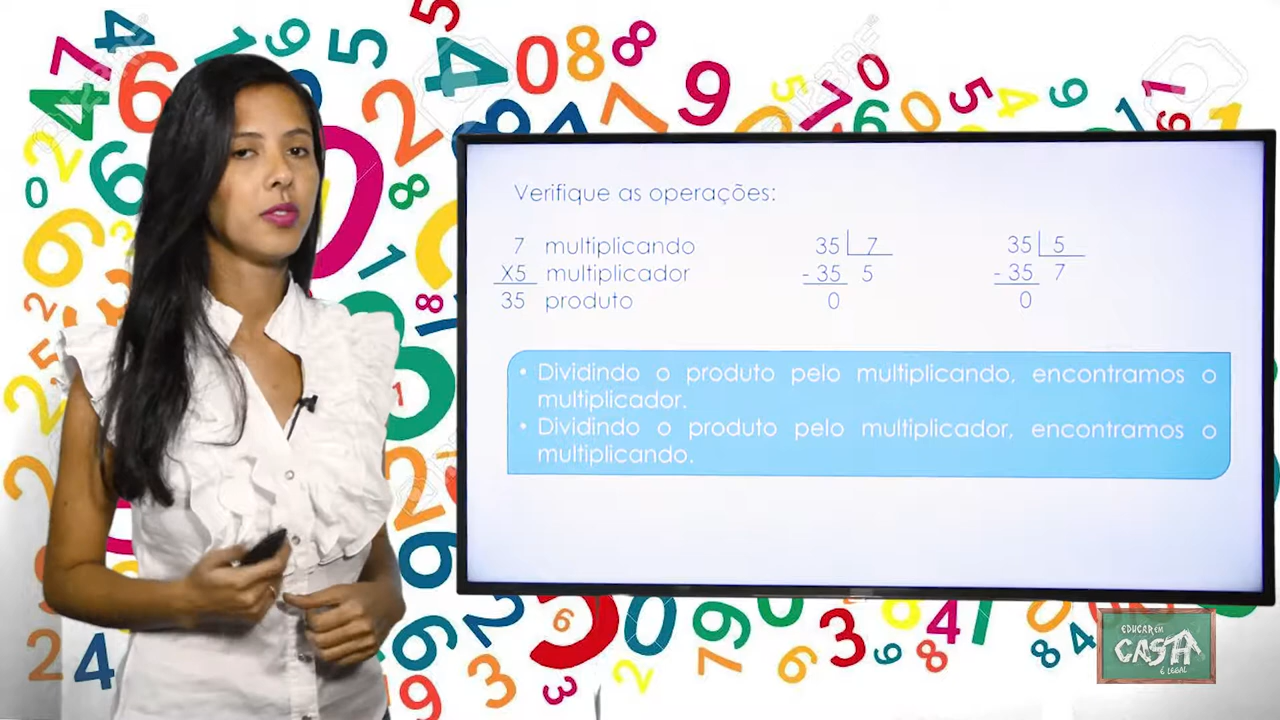 Verifique as operações:
7 multiplicando
X5 multiplicador
35 produto
35 7
- 35 5
0
35 5
- 35 7
0
• Dividindo o produto pelo multiplicando, encontramos o
multiplicador.
• Dividindo o produto pelo multiplicador, encontramos o
multiplicando.
EDUCAR EM
CASA
É LEGAL